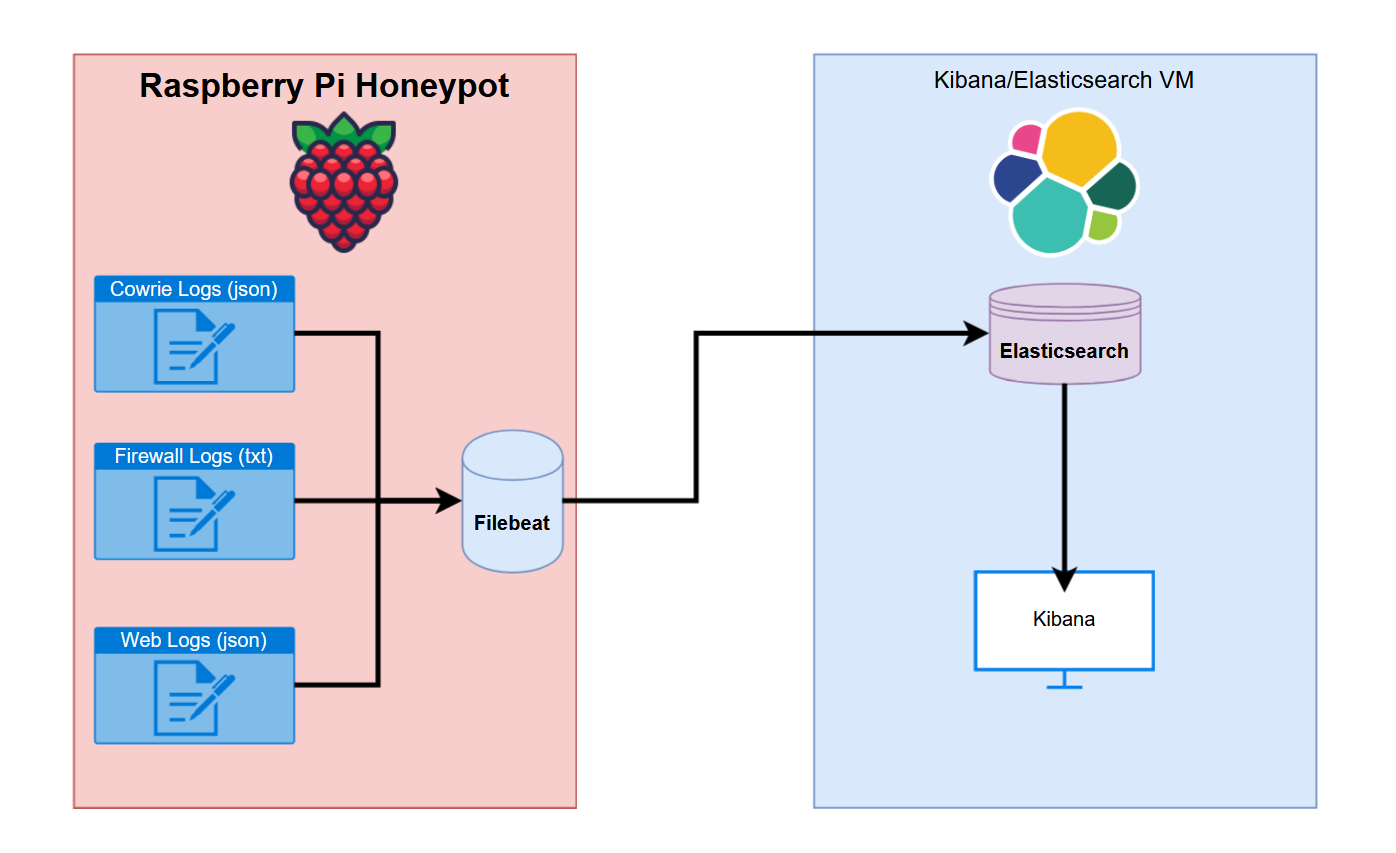 Raspberry Pi Honeypot
Cowrie Logs (json)
Firewall Logs (txt)
Web Logs (json)
Filebeat
Kibana/Elasticsearch VM
Elasticsearch
Kibana